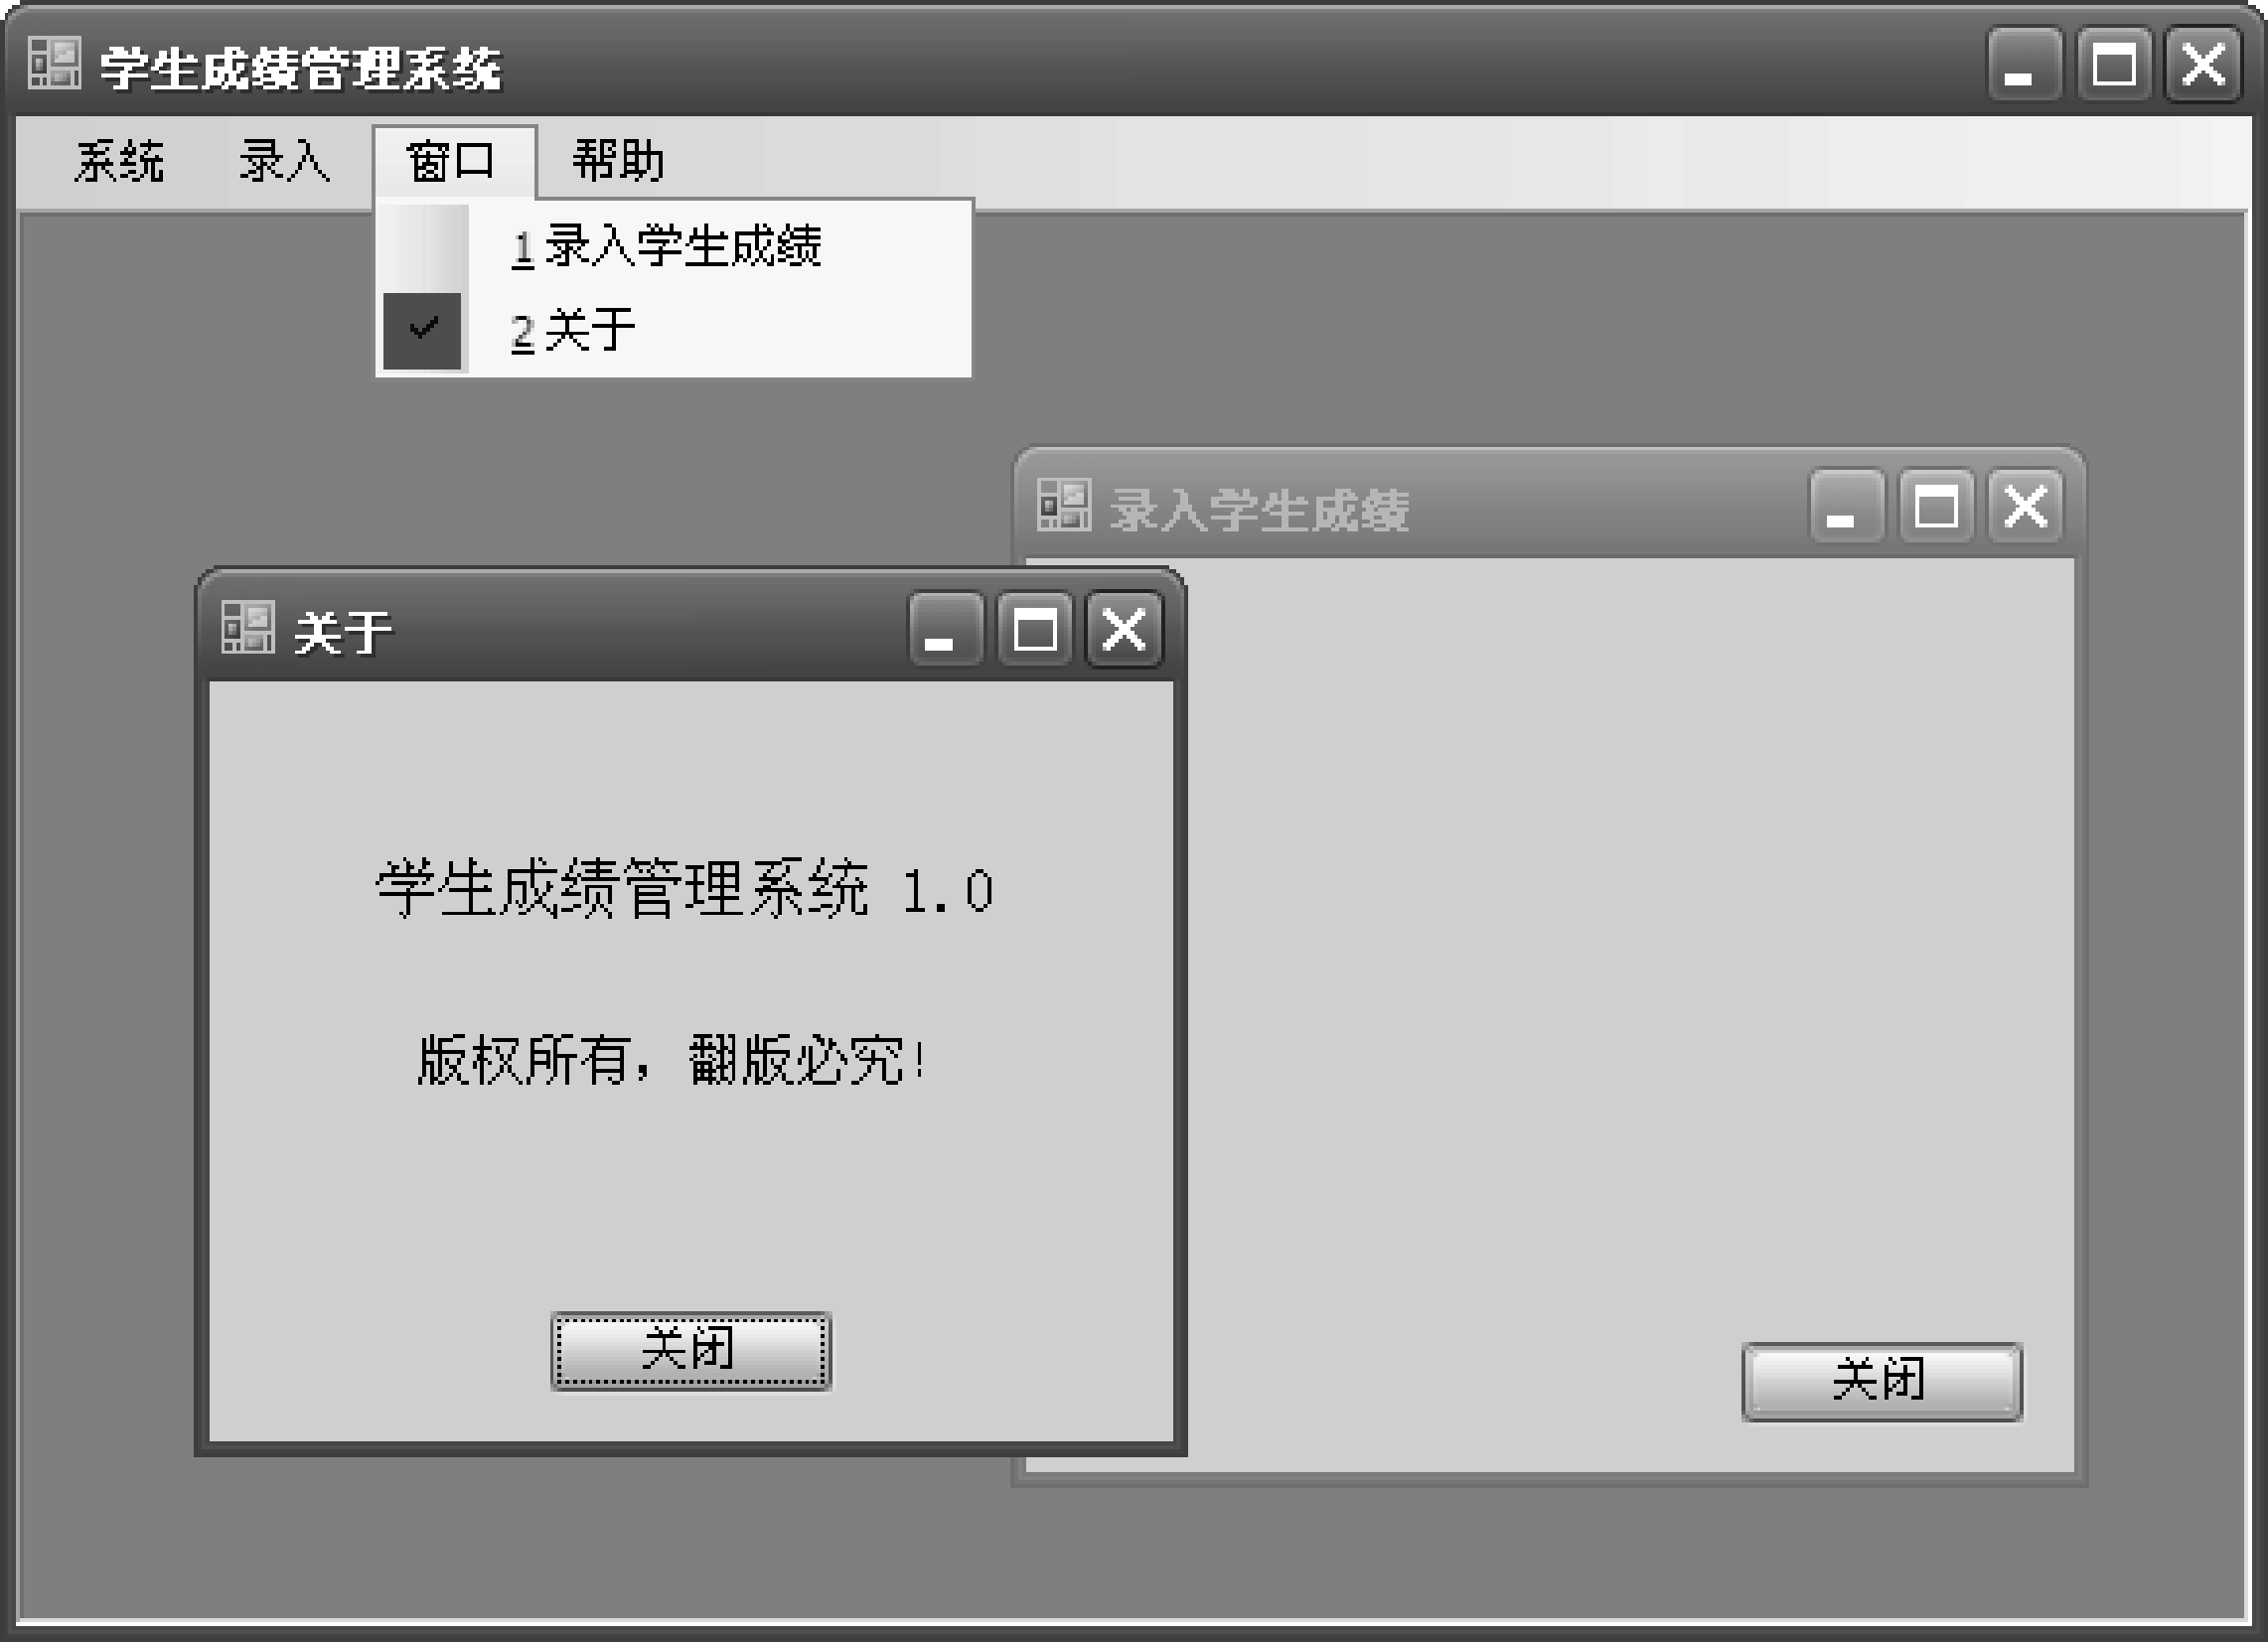 学生成绩管理系统
系统 录入 窗口 帮助
1 录入学生成绩
2 关于
录入学生成绩
关于
学生成绩管理系统 1.0
版权所有，翻版必究！
关闭
关闭